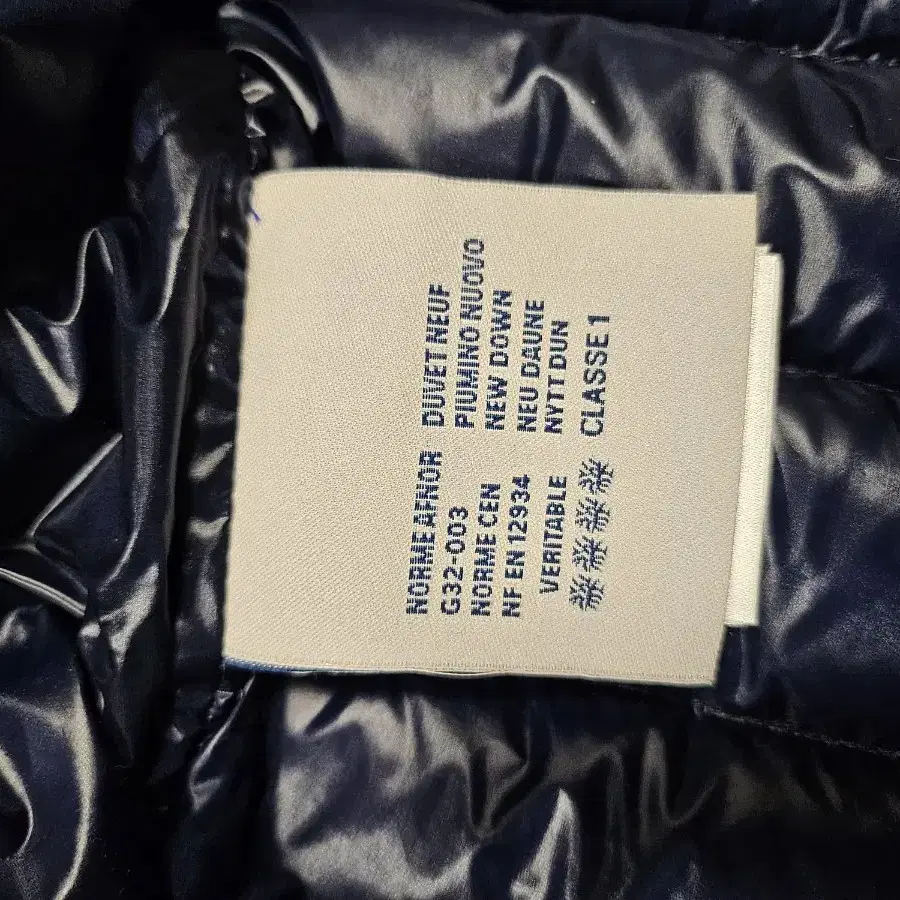 NORME AFNOR DUVET NEUF
G32-003 PIUMINO NUOVO
NORME CEN NEW DOWN
NF EN 12934 NEU DAUNE
VERITABLE NYTT DUN
CLASSE 1